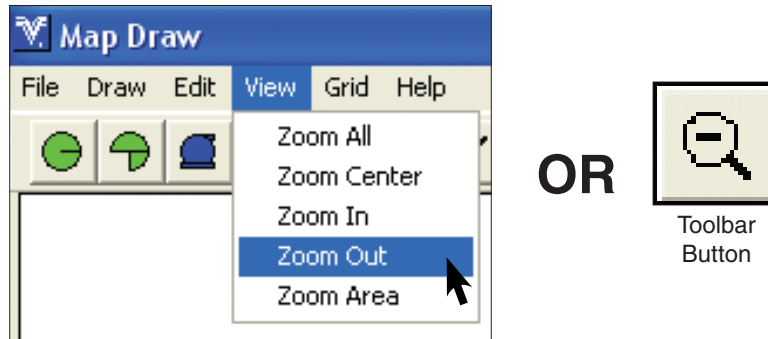 Map Draw
File Draw Edit View Grid Help
Zoom All
Zoom Center
Zoom In
Zoom Out
Zoom Area
OR
Toolbar
Button